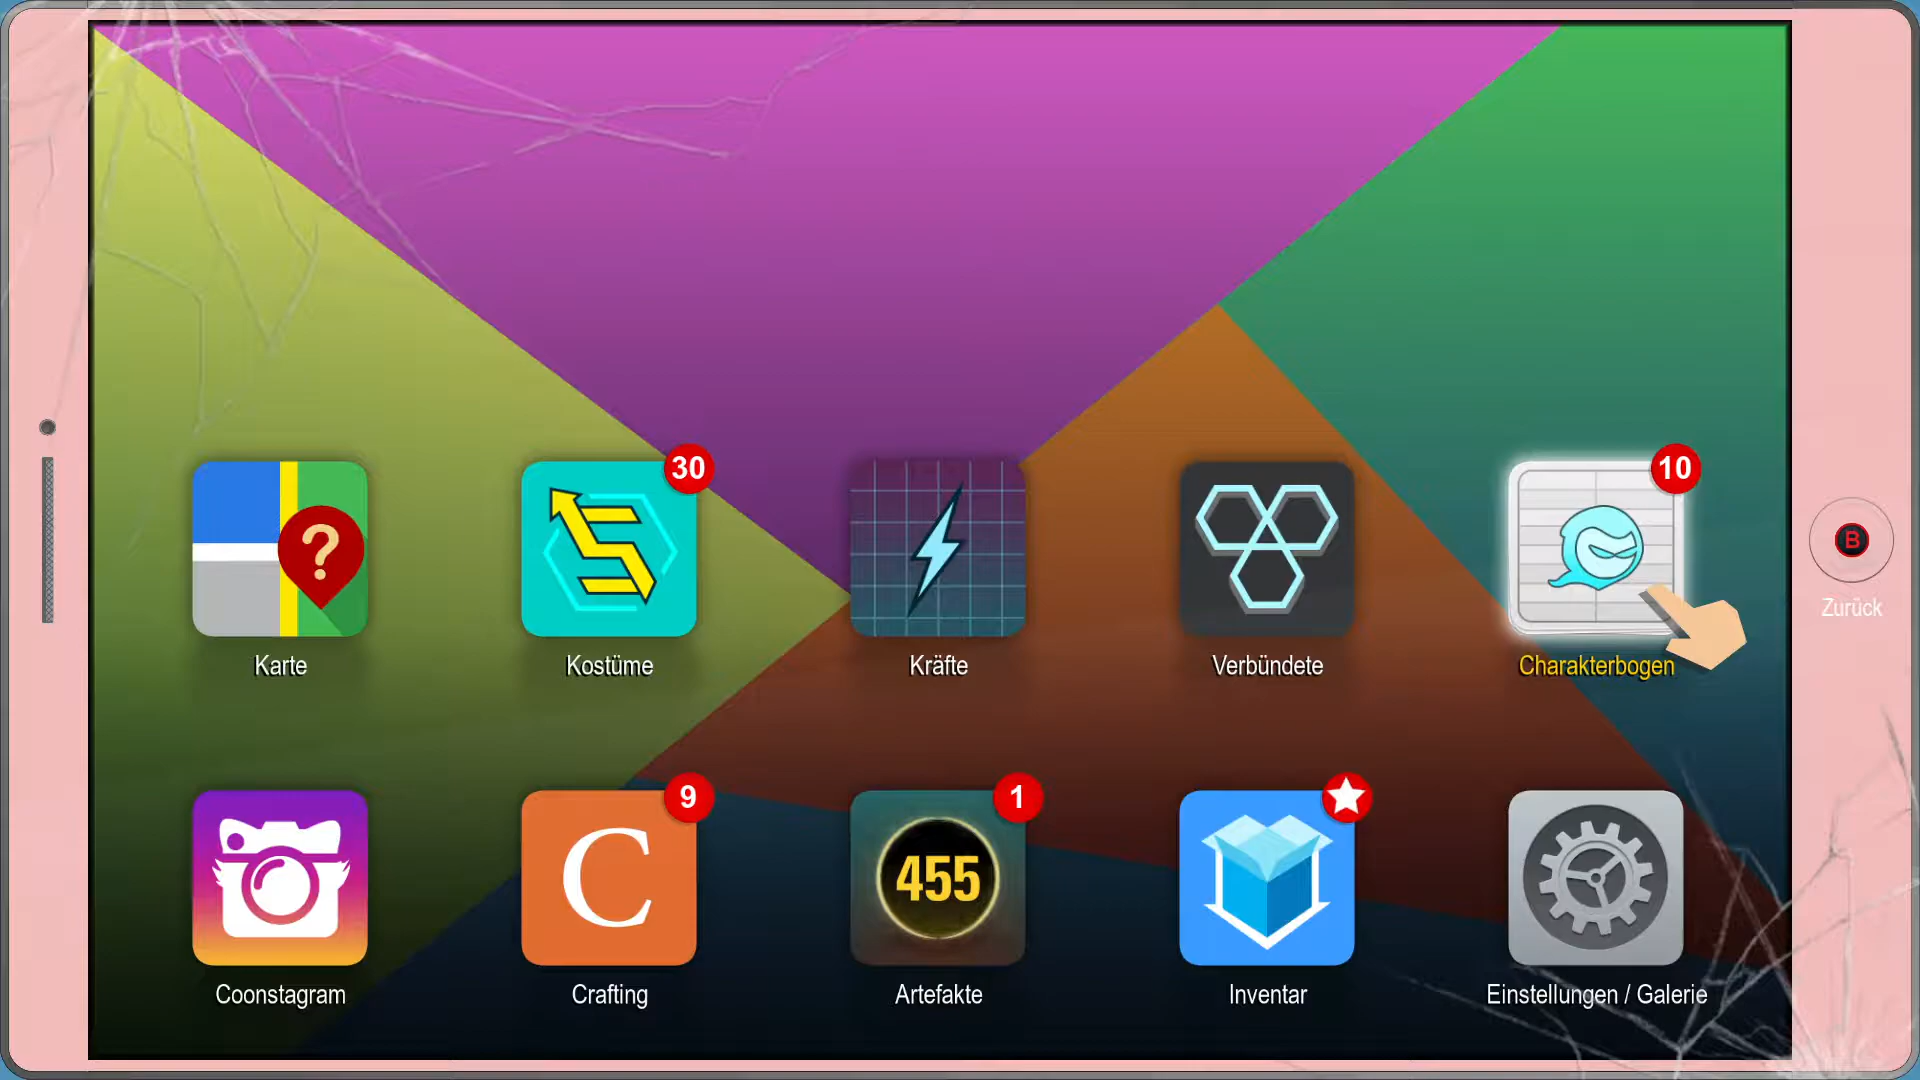 30
10
?
Karte
Kostüme
Kräfte
Verbündete
Charakterbogen
B
Zurück
9
1
C
455
Coonstagram
Crafting
Artefakte
Inventar
Einstellungen / Galerie